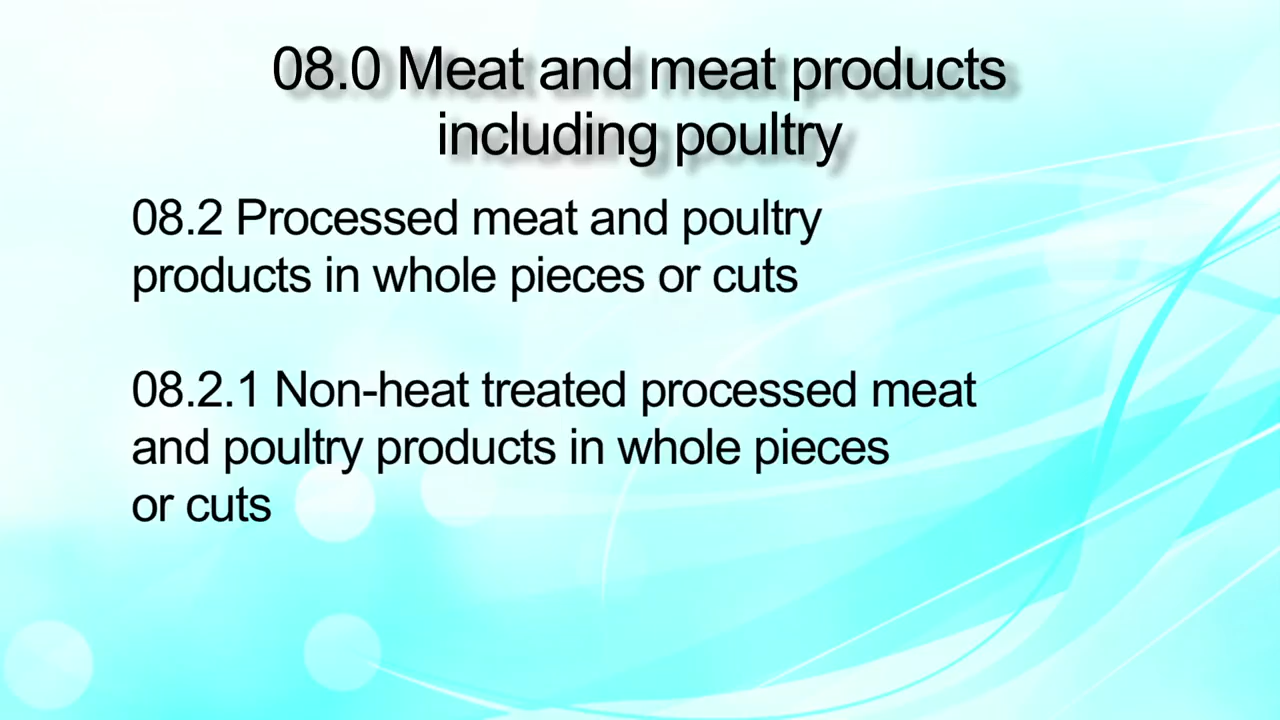 08.0 Meat and meat products
including poultry
08.2 Processed meat and poultry
products in whole pieces or cuts
08.2.1 Non-heat treated processed meat
and poultry products in whole pieces
or cuts